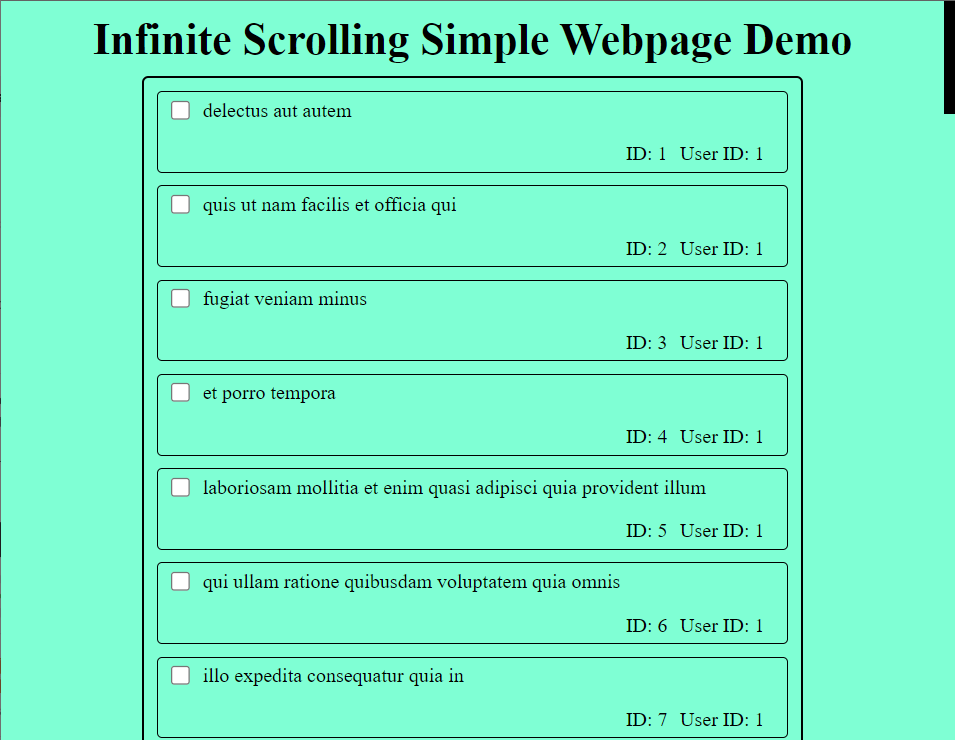 Infinite Scrolling Simple Webpage Demo
delectus aut autem
ID: 1 User ID: 1
quis ut nam facilis et officia qui
ID: 2 User ID: 1
fugiat veniam minus
ID: 3 User ID: 1
et porro tempora
ID: 4 User ID: 1
laboriosam mollitia et enim quasi adipisci quia provident illum
ID: 5 User ID: 1
qui ullam ratione quibusdam voluptatem quia omnis
ID: 6 User ID: 1
illo expedita consequatur quia in
ID: 7 User ID: 1